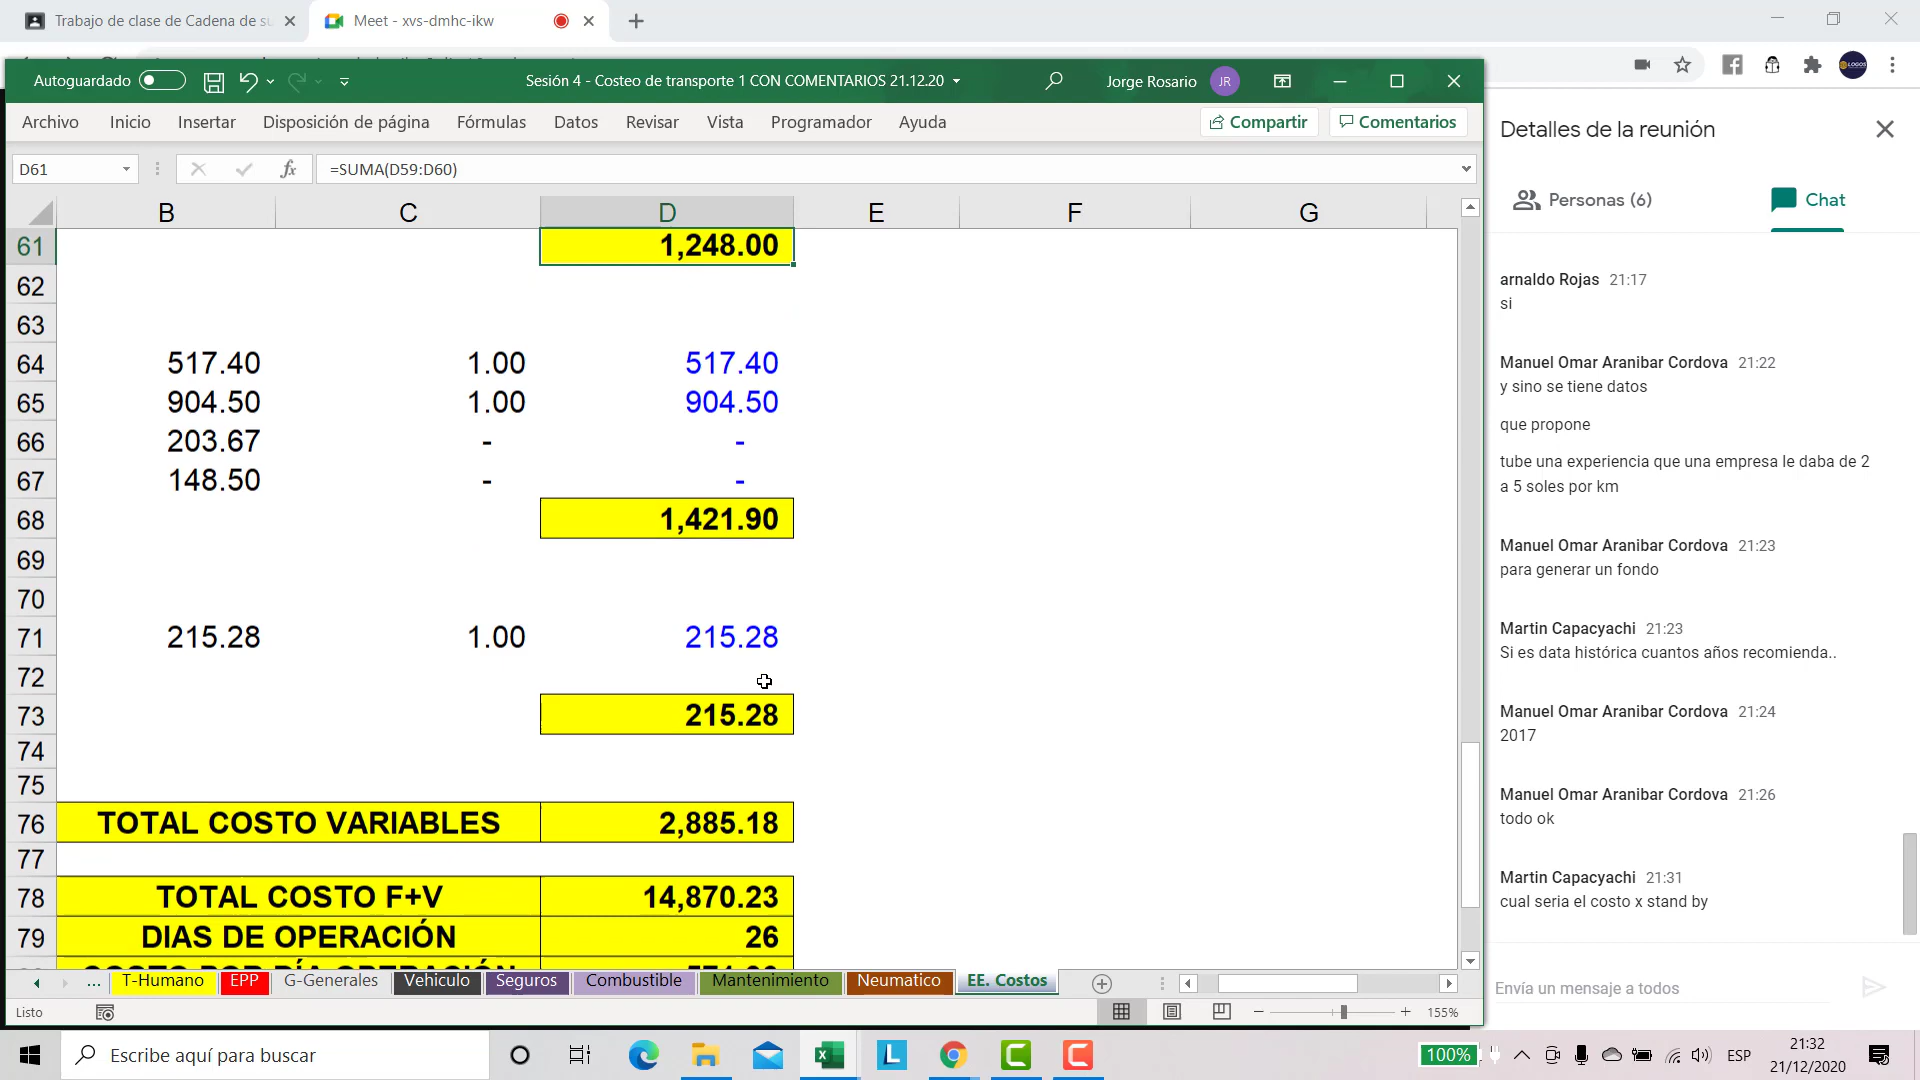 Trabajo de clase de Cadena de su
Meet - xvs-dmhc-ikw
Autoguardado
Sesión 4 - Costeo de transporte 1 CON COMENTARIOS 21.12.20
Jorge Rosario
JR
Archivo Inicio Insertar Disposición de página Fórmulas Datos Revisar Vista Programador Ayuda
Compartir
Comentarios
D61
fx
=SUMA(D59:D60)
B C D E F G
61 1,248.00
62
63
64 517.40 1.00 517.40
65 904.50 1.00 904.50
66 203.67 - -
67 148.50 - -
68 1,421.90
69
70
71 215.28 1.00 215.28
72
73 215.28
74
75
76 TOTAL COSTO VARIABLES 2,885.18
77
78 TOTAL COSTO F+V 14,870.23
79 DIAS DE OPERACIÓN 26
... T-Humano EPP G-Generales Vehiculo Seguros Combustible Mantenimiento Neumatico EE. Costos
Listo
155%
Detalles de la reunión
Personas (6)
Chat
arnaldo Rojas 21:17
si
Manuel Omar Aranibar Cordova 21:22
y sino se tiene datos
que propone
tube una experiencia que una empresa le daba de 2
a 5 soles por km
Manuel Omar Aranibar Cordova 21:23
para generar un fondo
Martin Capacyachi 21:23
Si es data histórica cuantos años recomienda..
Manuel Omar Aranibar Cordova 21:24
2017
Manuel Omar Aranibar Cordova 21:26
todo ok
Martin Capacyachi 21:31
cual seria el costo x stand by
Envía un mensaje a todos
Escribe aquí para buscar
100%
ESP
21:32
21/12/2020